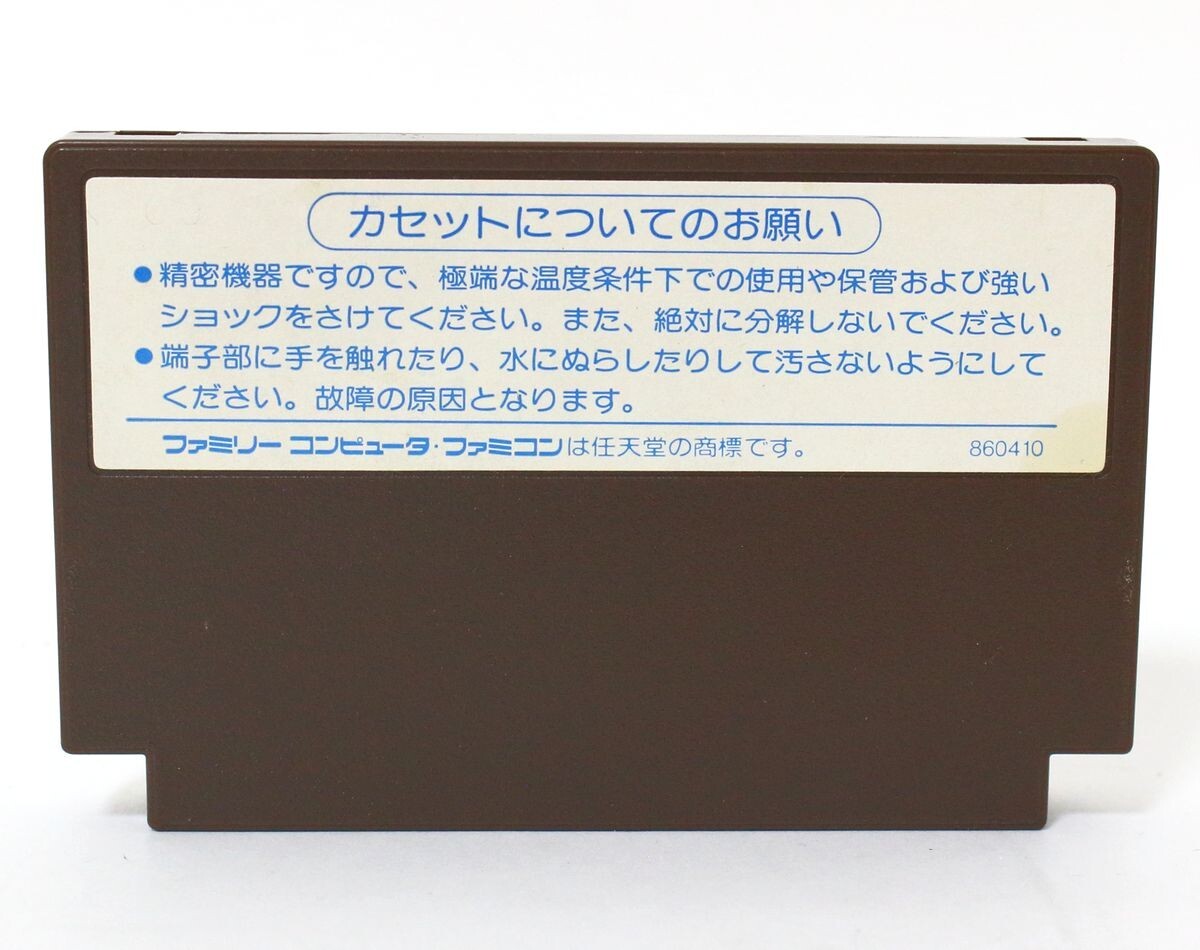 カセットについてのお願い
●精密機器ですので、極端な温度条件下での使用や保管および強い
ショックをさけてください。また、絶対に分解しないでください。
●端子部に手を触れたり、水にぬらしたりして汚さないようにして
ください。故障の原因となります。
ファミリー コンピュータ・ファミコンは任天堂の商標です。 860410